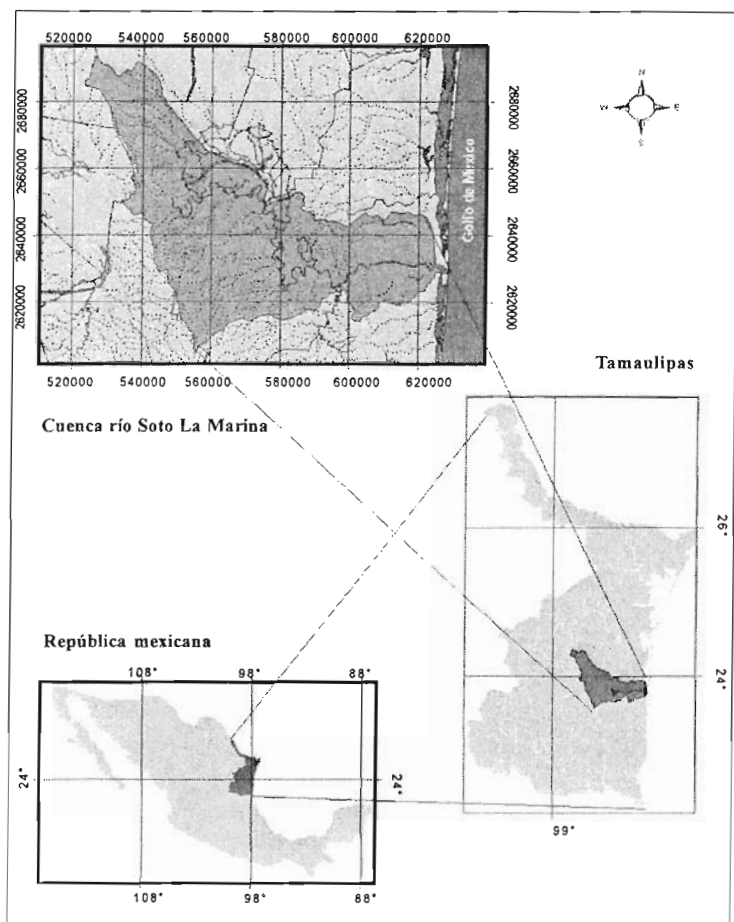 520000 540000 560000 580000 600000 620000
2680000
2660000
2640000
2620000
2680000
2660000
2640000
2620000
Golfo de Mexico
520000 540000 560000 580000 600000 620000
N
W E
S
Cuenca río Soto La Marina
Tamaulipas
26°
24°
99°
República mexicana
108° 98° 88°
24° 24°
108° 98° 88°